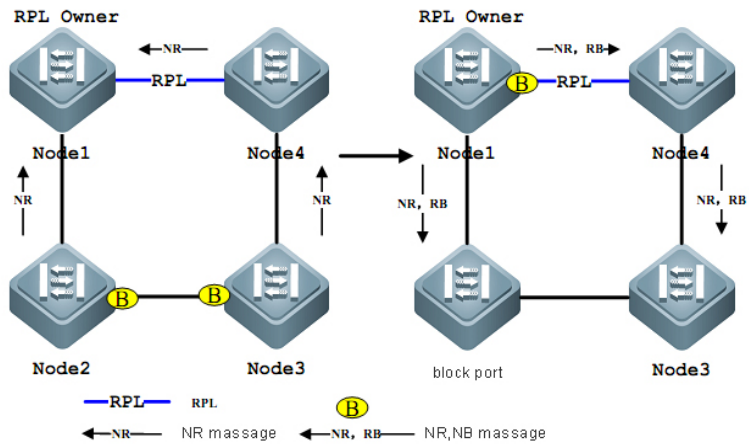 RPL Owner
RPL Owner
NR
NR, RB
RPL
B
RPL
Node1
Node4
Node1
Node4
NR
NR
NR, RB
NR, RB
B
B
Node2
Node3
block port
Node3
RPL
RPL
B
NR
NR massage
NR, RB
NR,NB massage